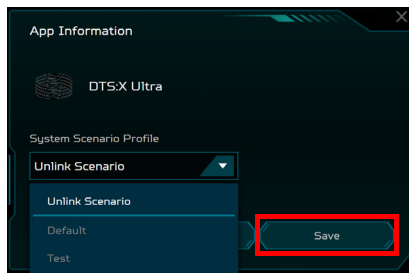 App Information
DTS:X Ultra
System Scenario Profile
Unlink Scenario
Unlink Scenario
Default
Save
Test